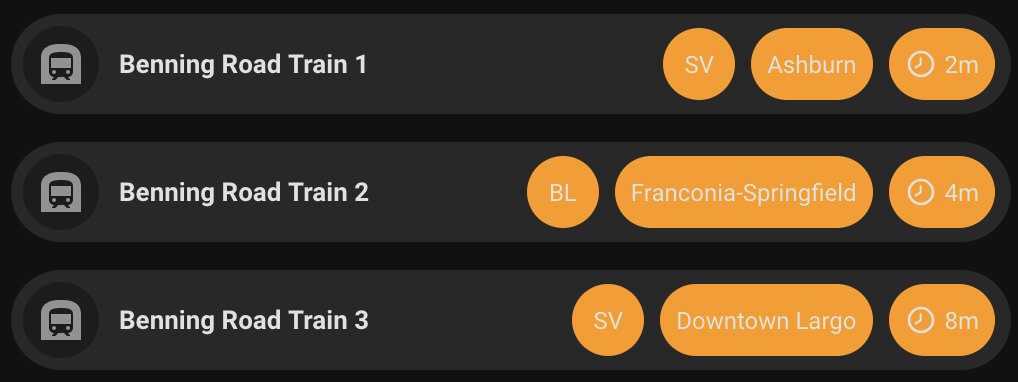 Benning Road Train 1 SV Ashburn 2m
Benning Road Train 2 BL Franconia-Springfield 4m
Benning Road Train 3 SV Downtown Largo 8m